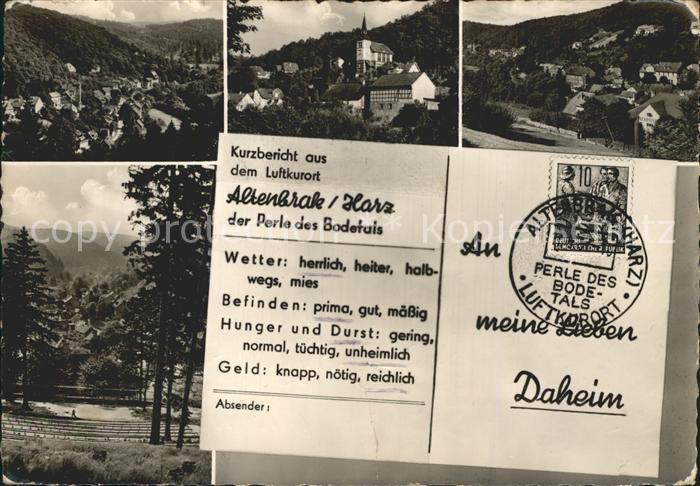 Kurzbericht aus
dem Luftkurort
Altenbrak/Harz
der Perle des Bodetals
Wetter: herrlich, heiter, halb-
wegs, mies
Befinden: prima, gut, mäßig
Hunger und Durst: gering,
normal, tüchtig, unheimlich
Geld: knapp, nötig, reichlich
Absender:
An
meine Lieben
Daheim
10
ALTENBRAK (HARZ)
PERLE DES
BODE-
TALS
· LUFTKURORT ·